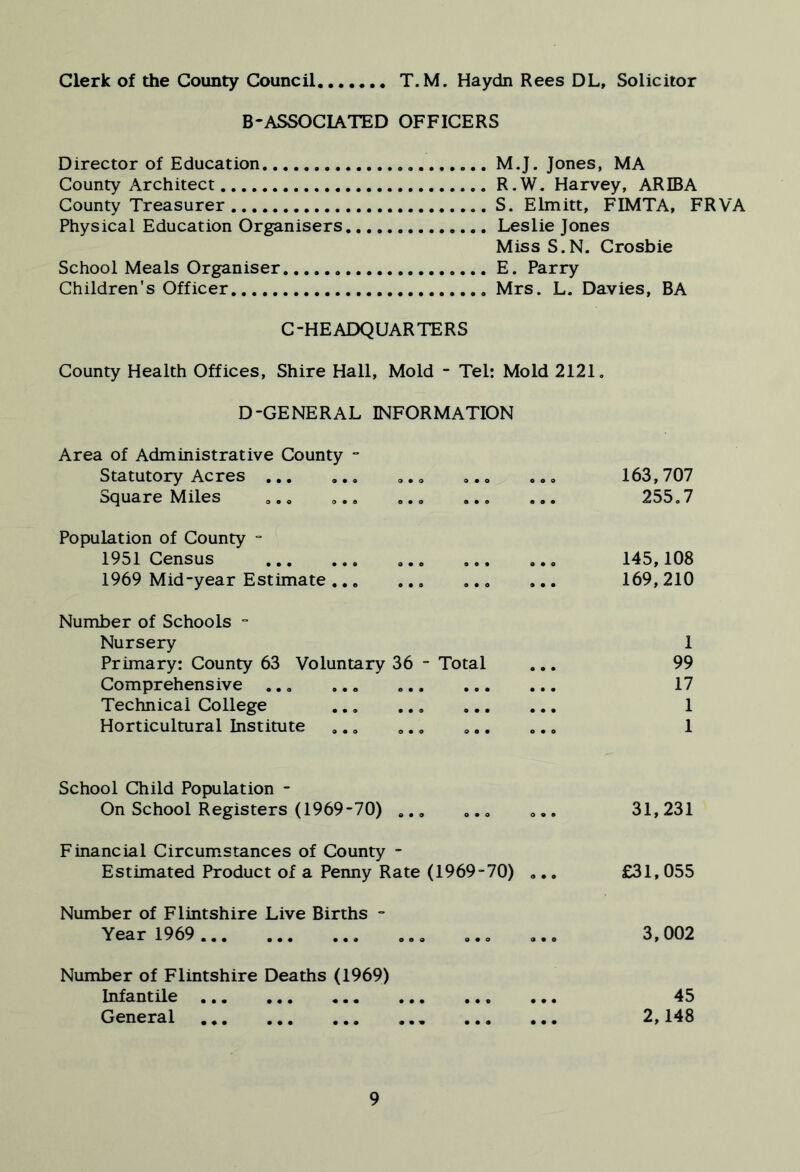 Clerk of the County Council....... T.M. Haydn Rees DL, Solicitor
B-ASSOCIATED OFFICERS
Director of Education...................... M.J. Jones, MA
County Architect.......................... R.W. Harvey, ARIBA
County Treasurer......................... S. Elmitt, FIMTA, FRVA
Physical Education Organisers.............. Leslie Jones
Miss S.N. Crosbie
School Meals Organiser.................... E. Parry
Children's Officer......................... Mrs. L. Davies, BA
C-HEADQUARTERS
County Health Offices, Shire Hall, Mold - Tel: Mold 2121.
D-GENERAL INFORMATION
Area of Administrative County -
Statutory Acres ... ... ... ... ... 163,707
Square Miles ... ... ... ... ... 255.7
Population of County -
1951 Census ... ... ... ... ... 145,108
1969 Mid-year Estimate ... ... ... ... 169,210
Number of Schools -
Nursery 1
Primary: County 63 Voluntary 36 - Total ... 99
Comprehensive ... ... ... ... ... 17
Technical College ... ... ... ... 1
Horticultural Institute ... ... ... ... 1
School Child Population -
On School Registers (1969-70) ... ... ... 31,231
Financial Circumstances of County -
Estimated Product of a Penny Rate (1969-70) ... £31,055
Number of Flintshire Live Births -
Year 1969 ... ... ... ... ... ... 3,002
Number of Flintshire Deaths (1969)
Infantile ... ... ... ... ... ... 45
General ... ... ... ... ... ... 2,148
9